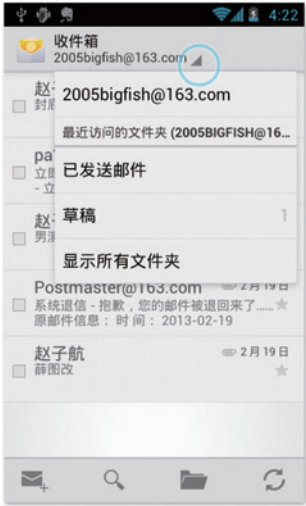 4:22
收件箱
2005bigfish@163.com
赵
封底
2005bigfish@163.com
最近访问的文件夹 (2005BIGFISH@16...
pa
立即
- 立
已发送邮件
赵
男演
草稿 1
显示所有文件夹
Postmaster@163.com 2月19日
系统退信 - 抱歉，您的邮件被退回来了......
原邮件信息： 时 间： 2013-02-19
赵子航 2月19日
薛图改